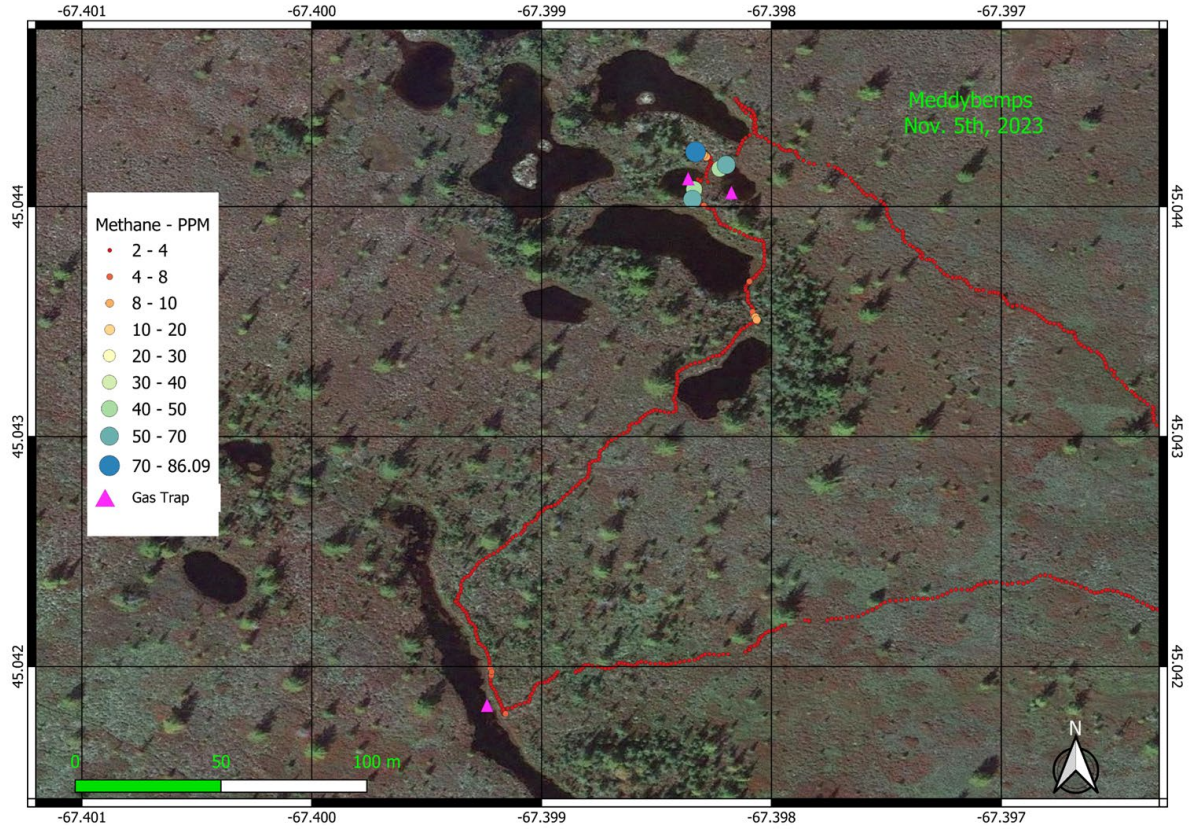 -67.401 -67.400 -67.399 -67.398 -67.397
Meddybemps
Nov. 5th, 2023
45.044 45.044
Methane - PPM
2 - 4
4 - 8
8 - 10
10 - 20
20 - 30
30 - 40
40 - 50
50 - 70
70 - 86.09
Gas Trap
45.043 45.043
45.042 45.042
N
0 50 100 m
-67.401 -67.400 -67.399 -67.398 -67.397